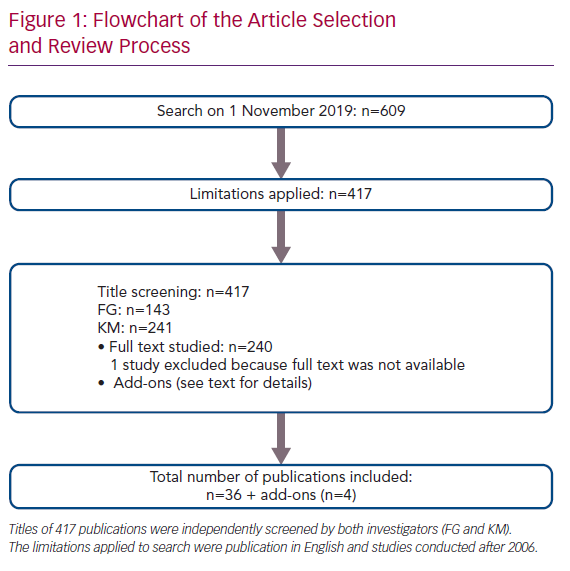 Figure 1: Flowchart of the Article Selection
and Review Process
Search on 1 November 2019: n=609
Limitations applied: n=417
Title screening: n=417
FG: n=143
KM: n=241
• Full text studied: n=240
1 study excluded because full text was not available
• Add-ons (see text for details)
Total number of publications included:
n=36 + add-ons (n=4)
Titles of 417 publications were independently screened by both investigators (FG and KM).
The limitations applied to search were publication in English and studies conducted after 2006.